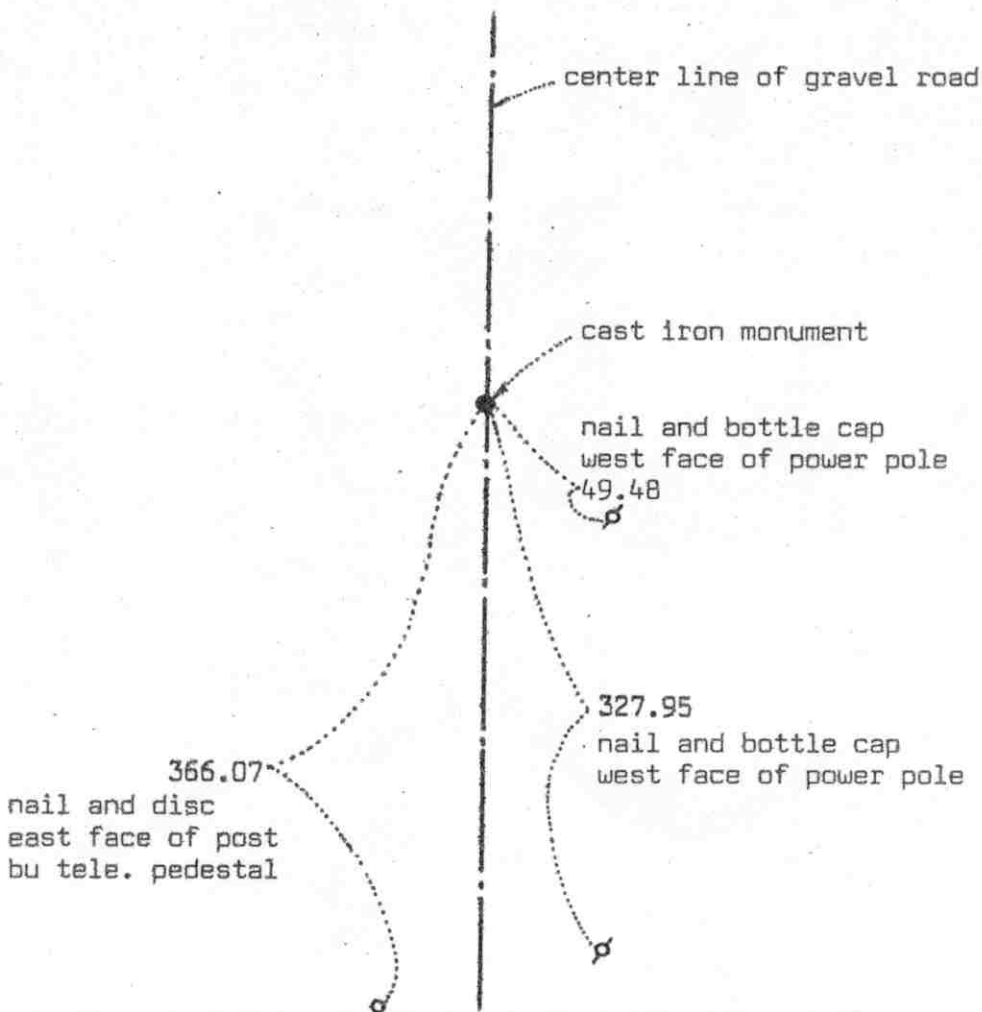 center line of gravel road
cast iron monument
nail and bottle cap
west face of power pole
49.48
327.95
nail and bottle cap
west face of power pole
366.07
nail and disc
east face of post
bu tele. pedestal